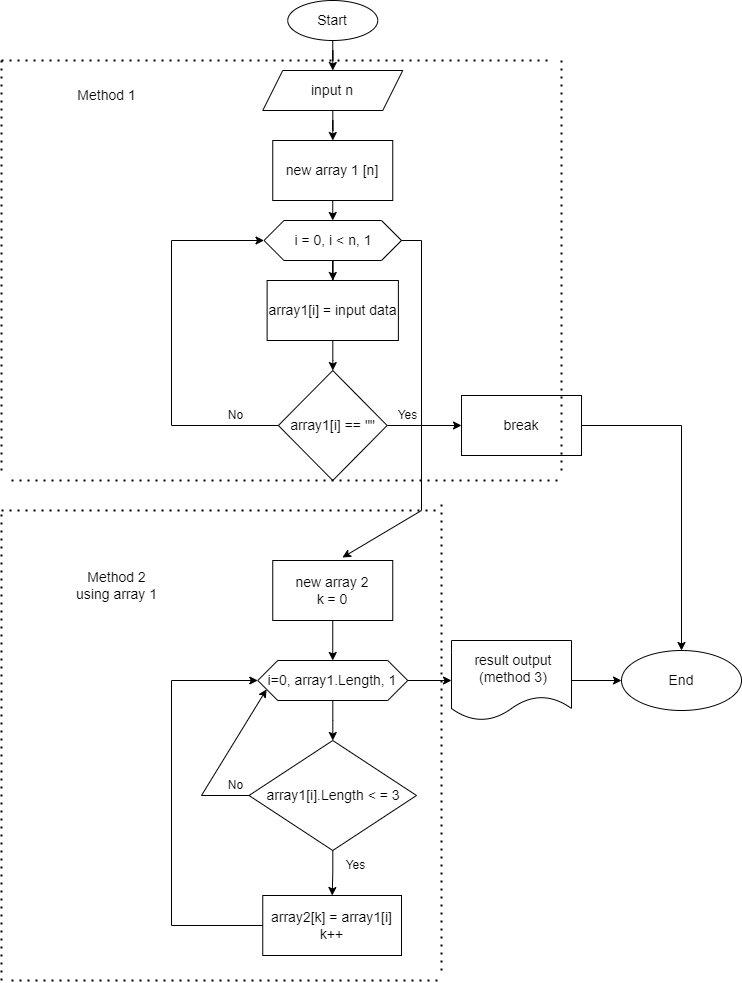 Start
Method 1
input n
new array 1 [n]
i = 0, i < n, 1
array1[i] = input data
No
array1[i] == ""
Yes
break
Method 2
using array 1
new array 2
k = 0
i=0, array1.Length, 1
result output
(method 3)
End
No
array1[i].Length < = 3
Yes
array2[k] = array1[i]
k++